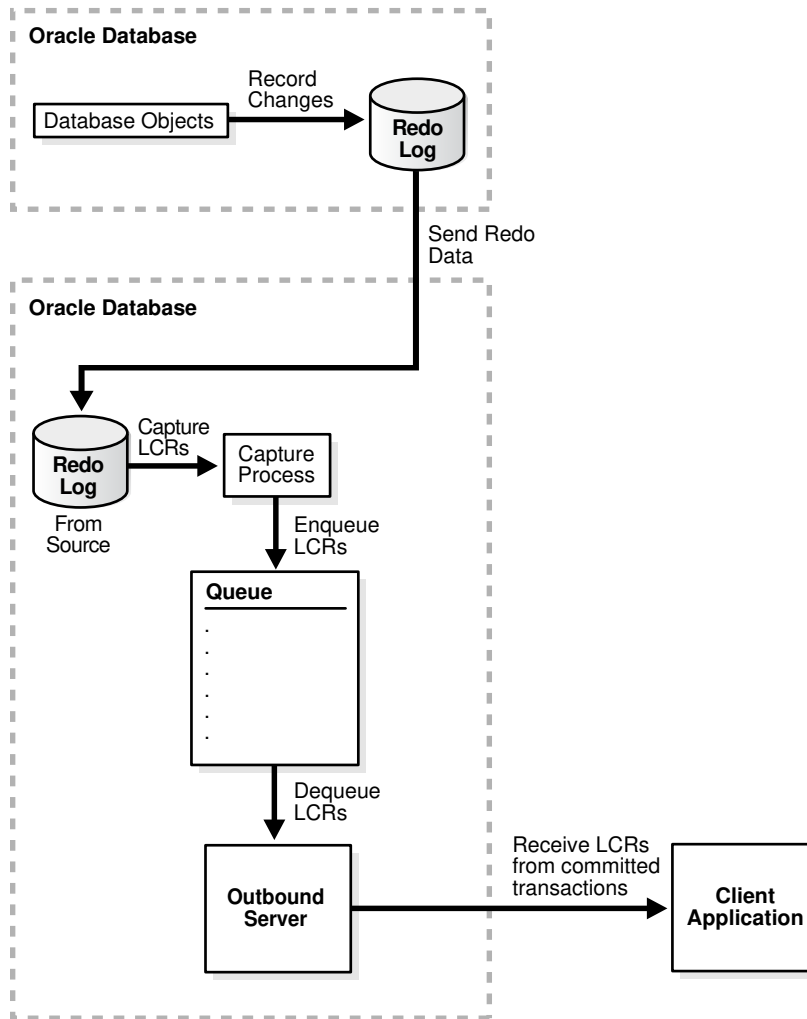 Oracle Database
Record
Changes
Database Objects
Redo
Log
Send Redo
Data
Oracle Database
Capture
LCRs
Redo
Log
From
Source
Capture
Process
Enqueue
LCRs
Queue
.
.
.
.
.
.
Dequeue
LCRs
Outbound
Server
Receive LCRs
from committed
transactions
Client
Application